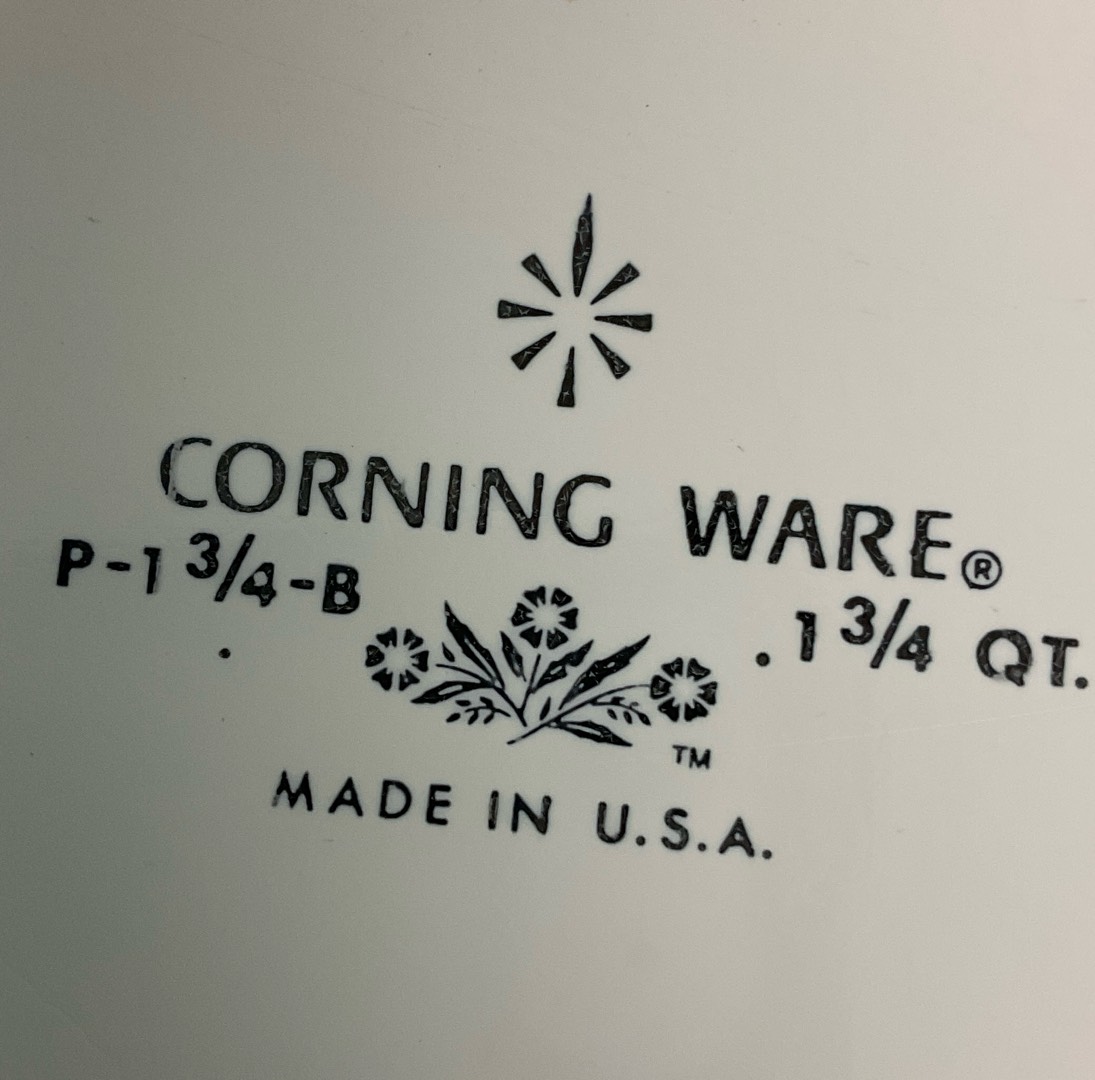 CORNING WARE®
P-1 3/4-B . 1 3/4 QT.
TM
MADE IN U.S.A.